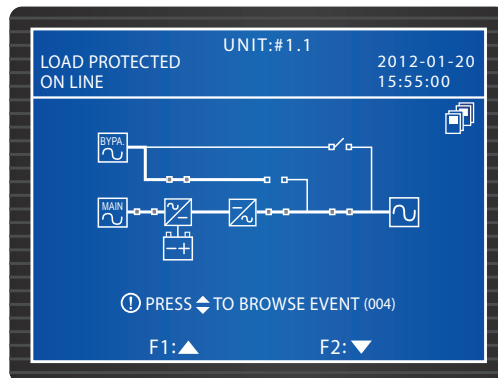 UNIT:#1.1
LOAD PROTECTED
2012-01-20
ON LINE
15:55:00
BYPA.
MAIN
PRESS TO BROWSE EVENT (004)
F1:
F2: